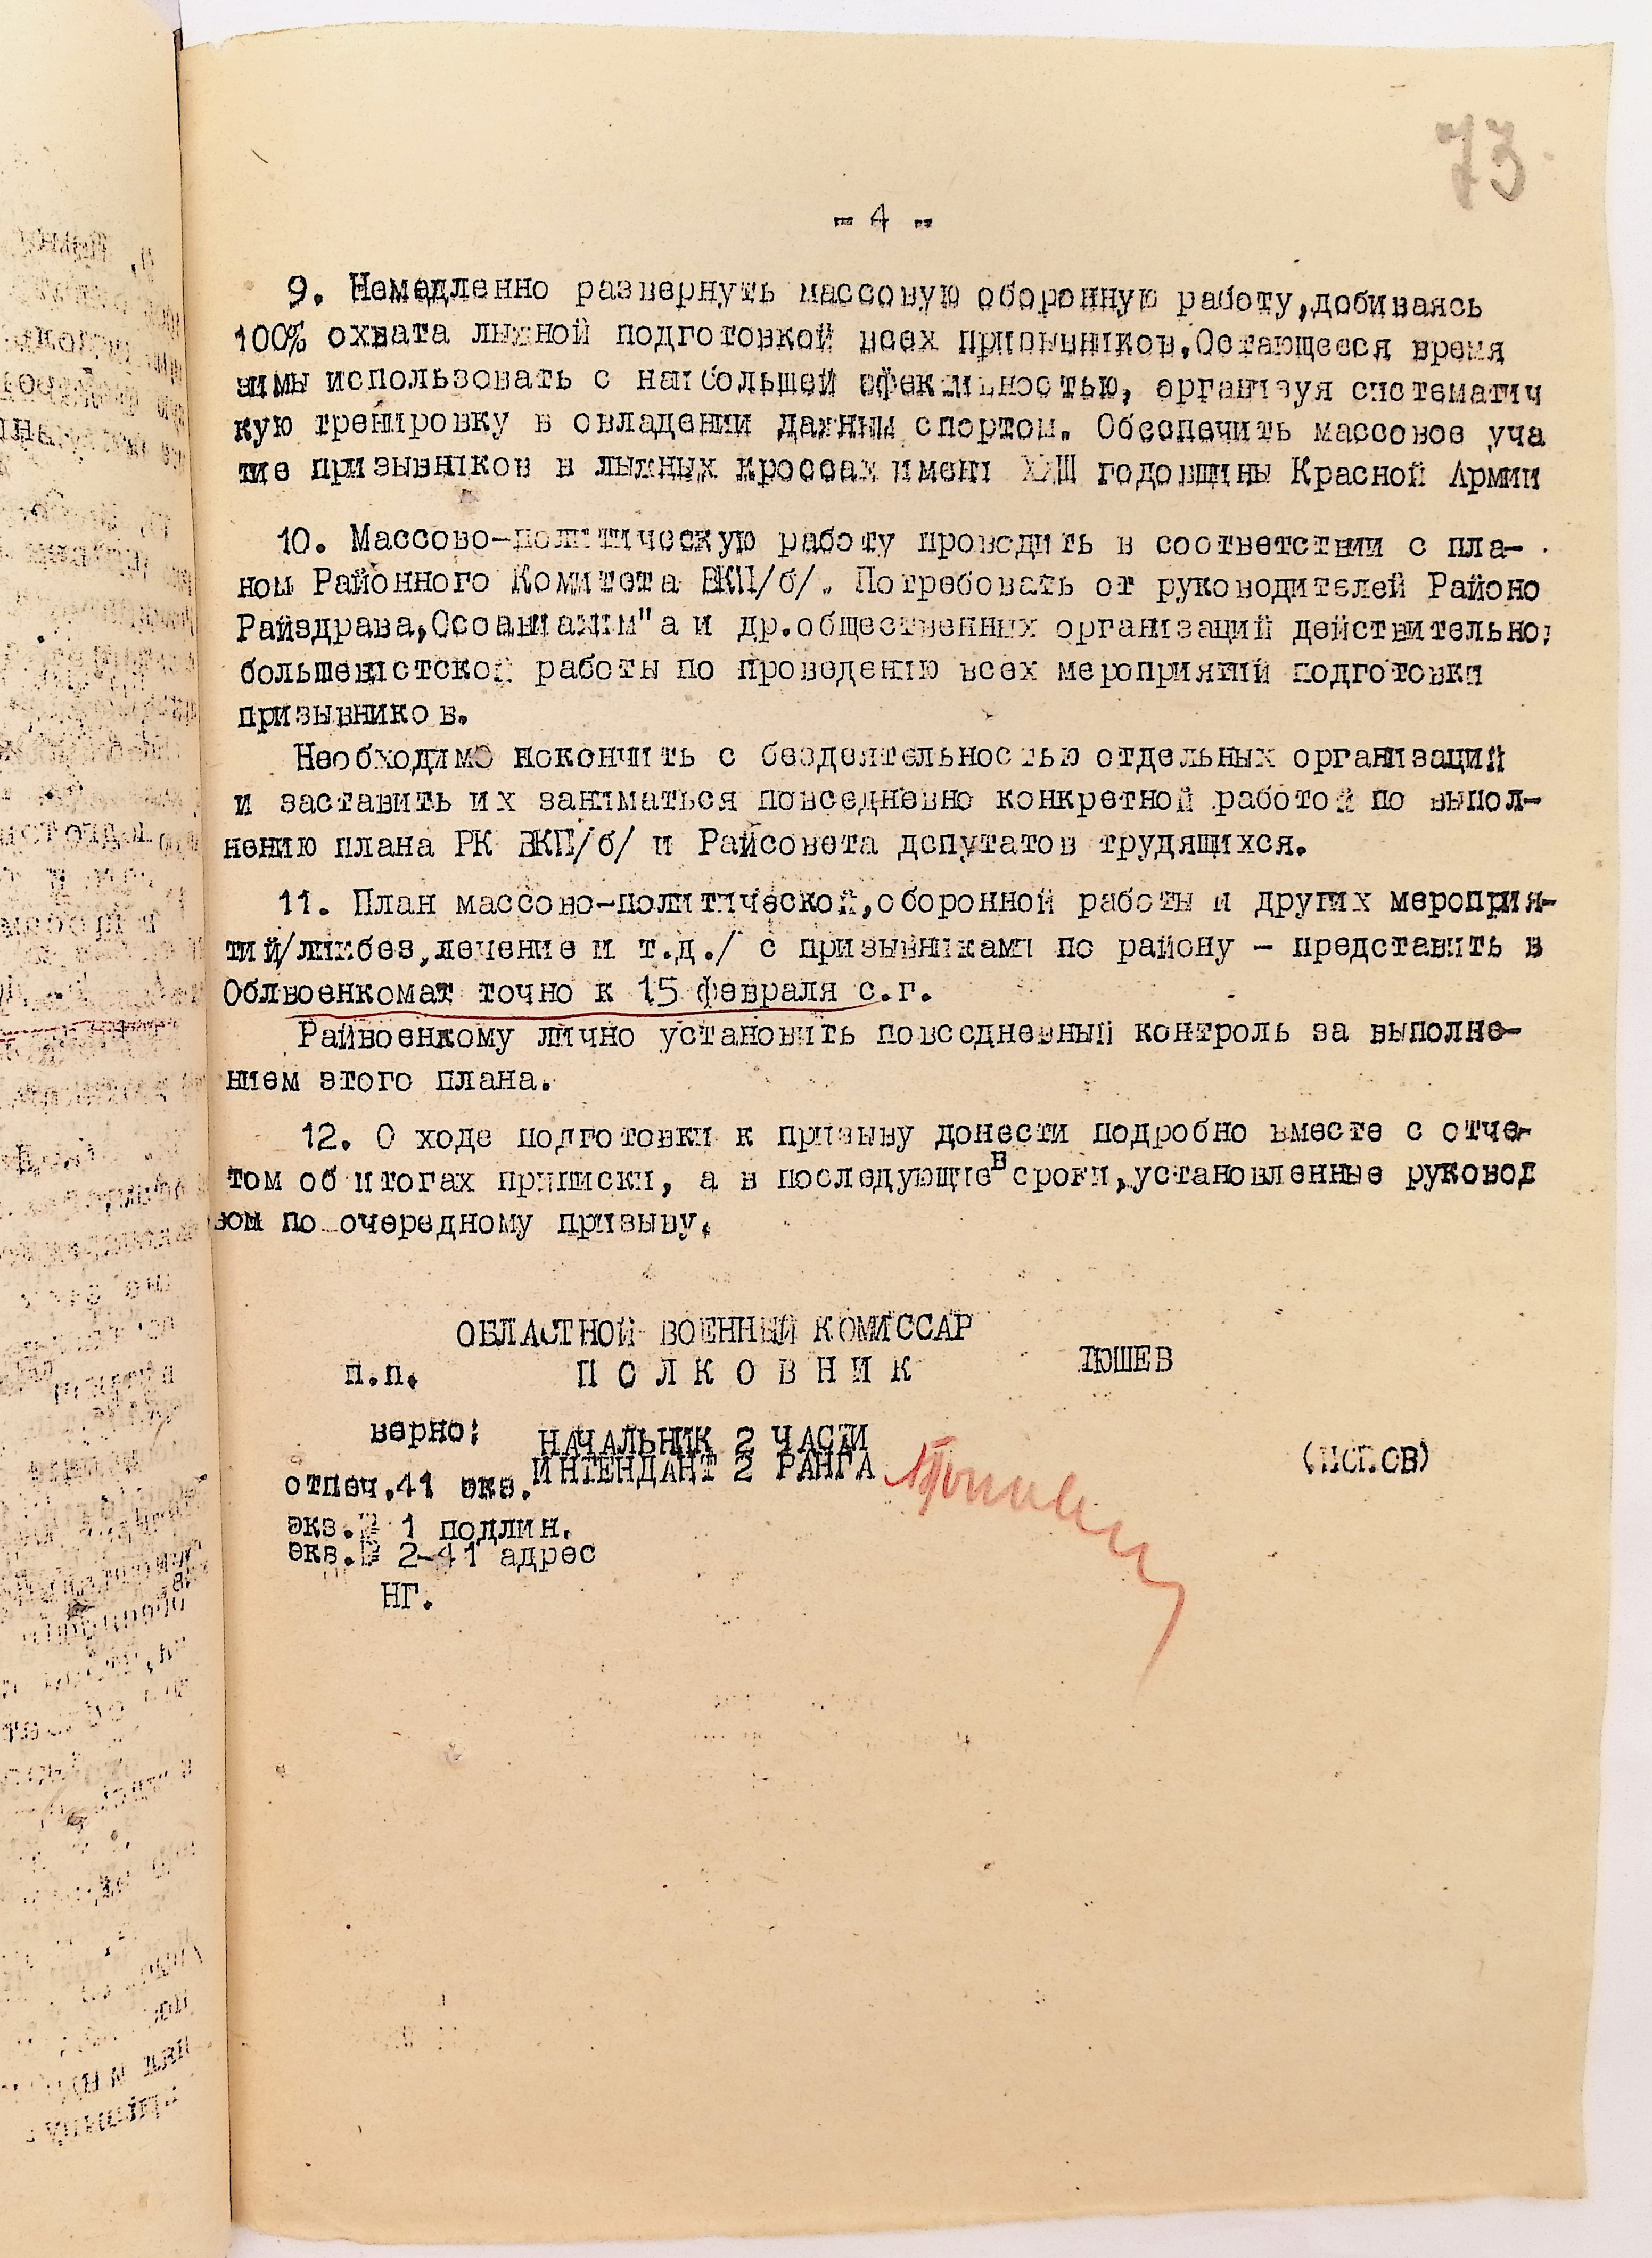 73
- 4 -
9. Немедленно развернуть массовую оборонную работу,добиваясь
100% охвата лыжной подготовкой всех призывников.Остающееся время
зимы использовать с наибольшей эфективностью, организуя систематич
кую тренировку в овладении данным спортом. Обеспечить массовое уча
тие призывников в лыжных кроссах имени ХХIII годовщины Красной Армии
10. Массово-политическую работу проводить в соответствии с пла-
ном Районного Комитета ВКП/б/. Потребовать от руководителей Районо
Райздрава,Осоавиахим"а и др.общественных организаций действительно
большевистской работы по проведению всех мероприятий подготовки
призывников.
Необходимо покончить с бездеятельностью отдельных организаций
и заставить их заниматься повседневно конкретной работой по выпол-
нению плана РК ВКП/б/ и Райсовета депутатов трудящихся.
11. План массово-политической,оборонной работы и других мероприя-
тий/ликбез,лечение и т.д./ с призывниками по району - представить в
Облвоенкомат точно к 15 февраля с.г.
Райвоенкому лично установить повседневный контроль за выполне-
нием этого плана.
12. О ходе подготовки к призыву донести подробно вместе с отче-
том об итогах приписки, а в последующие в сроки,установленные руковод
вом по очередному призыву.
ОБЛАСТНОЙ ВОЕННЫЙ КОМИССАР
п.п. ПОЛКОВНИК ТЮШЕВ
верно: НАЧАЛЬНИК 2 ЧАСТИ
ИНТЕНДАНТ 2 РАНГА
отпеч.41 экз.
экз.№ 1 подлин.
экз.№ 2-41 адрес
НГ.